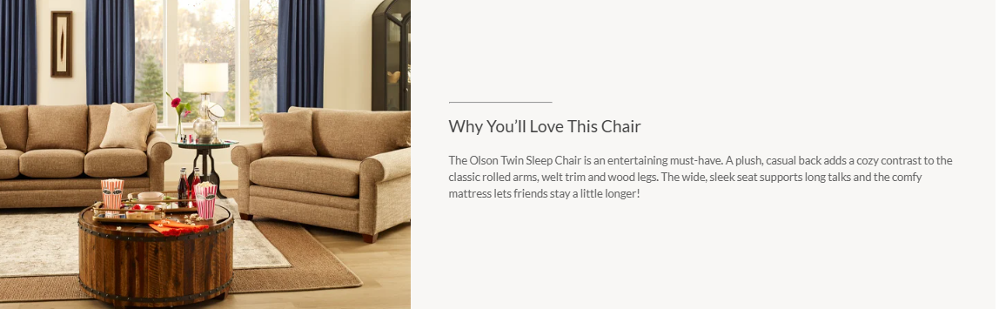 Why You'll Love This Chair
The Olson Twin Sleep Chair is an entertaining must-have. A plush, casual back adds a cozy contrast to the
classic rolled arms, welt trim and wood legs. The wide, sleek seat supports long talks and the comfy
mattress lets friends stay a little longer!